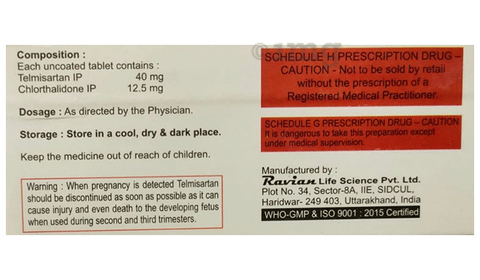 Composition :
Each uncoated tablet contains :
Telmisartan IP 40 mg
Chlorthalidone IP 12.5 mg
Dosage : As directed by the Physician.
Storage : Store in a cool, dry & dark place.
Keep the medicine out of reach of children.
Warning : When pregnancy is detected Telmisartan
should be discontinued as soon as possible as it can
cause injury and even death to the developing fetus
when used during second and third trimesters.
1mg
SCHEDULE H PRESCRIPTION DRUG –
CAUTION - Not to be sold by retail
without the prescription of a
Registered Medical Practitioner.
SCHEDULE G PRESCRIPTION DRUG – CAUTION
It is dangerous to take this preparation except
under medical supervision.
Manufactured by :
Ravian Life Science Pvt. Ltd.
Plot No. 34, Sector-8A, IIE, SIDCUL,
Haridwar- 249 403, Uttarakhand, India
WHO-GMP & ISO 9001 : 2015 Certified